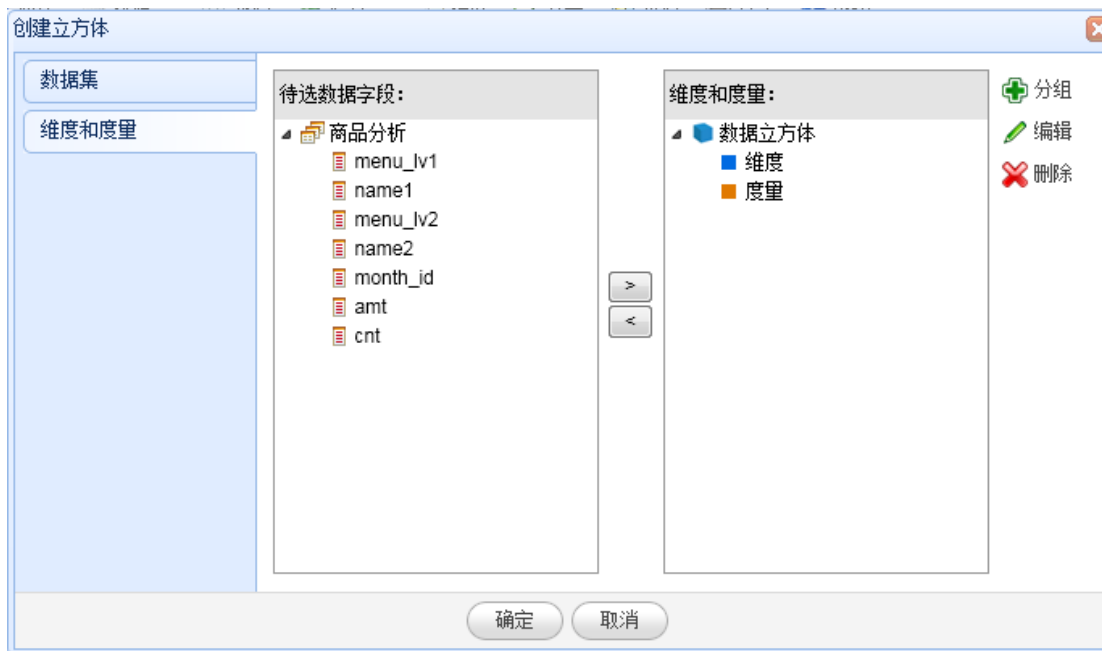 创建立方体
数据集
维度和度量
待选数据字段：
商品分析
menu_lv1
name1
menu_lv2
name2
month_id
amt
cnt
>
<
维度和度量：
数据立方体
维度
度量
分组
编辑
删除
确定
取消